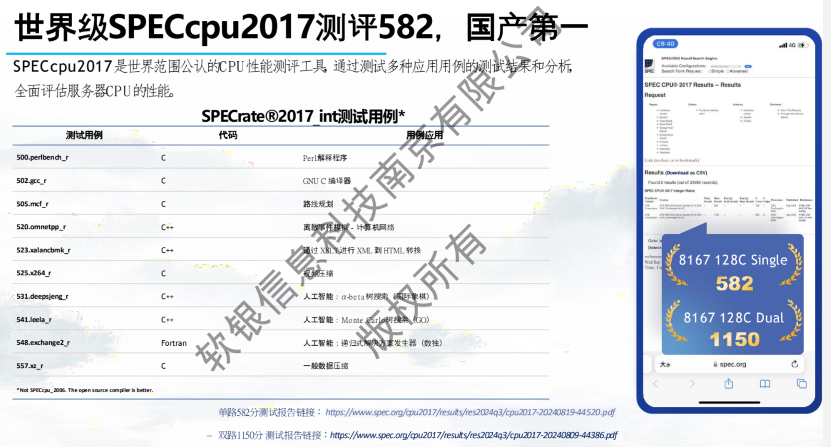 世界级SPECcpu2017测评582，国产第一
SPECcpu2017是世界范围公认的CPU性能测评工具, 通过测试多种应用用例的测试结果和分析,
全面评估服务器CPU的性能。
SPECrate®2017_int测试用例*
测试用例 代码 用例应用
500.perlbench_r C Perl解释程序
502.gcc_r C GNU C 编译器
505.mcf_r C 路线规划
520.omnetpp_r C++ 离散事件模拟 - 计算机网络
523.xalancbmk_r C++ 通过 XSLT进行 XML 到 HTML 转换
525.x264_r C 视频压缩
531.deepsjeng_r C++ 人工智能：α-beta 树搜索 (国际象棋)
541.leela_r C++ 人工智能：Monte Carlo树搜索 (GO)
548.exchange2_r Fortran 人工智能：递归式解决方案发生器 (数独)
557.xz_r C 一般数据压缩
*Not SPECcpu_2006. The open source compiler is better.
单路582分测试报告链接： https://www.spec.org/cpu2017/results/res2024q3/cpu2017-20240819-44520.pdf
– 双路1150分 测试报告链接：https://www.spec.org/cpu2017/results/res2024q3/cpu2017-20240809-44386.pdf
软银信息科技南京有限公司
版权所有
09:40
4G
SPEC
SPEC/OSG Result Search Engine
Available Configurations:
Search Form Request: Simple Advanced
SPEC CPU® 2017 Results -- Results
Request
Results (Download as CSV)
SPEC CPU® 2017 Integer Rates
8167 128C Single
582
8167 128C Dual
1150
大小
spec.org